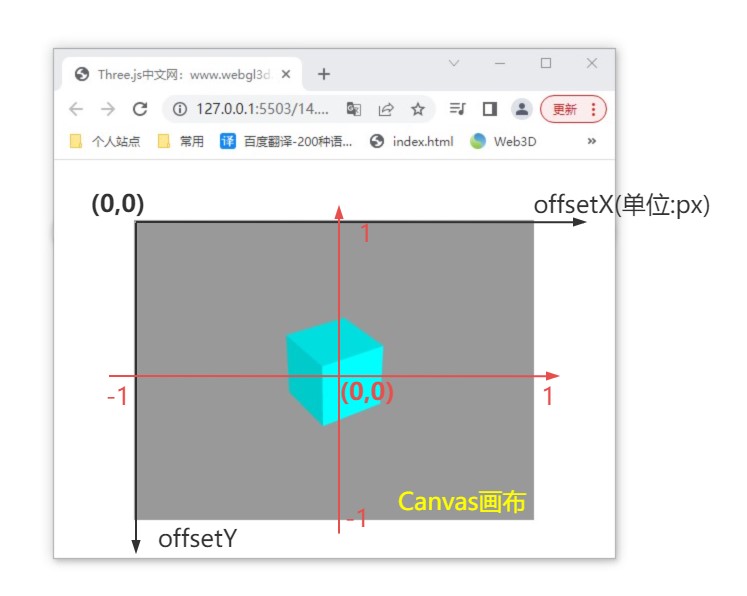 Three.js中文网：www.webgl3d.
127.0.0.1:5503/14....
更新
个人站点
常用
译
百度翻译-200种语...
index.html
Web3D
»
(0,0)
offsetX(单位:px)
1
-1
(0,0)
1
Canvas画布
-1
offsetY